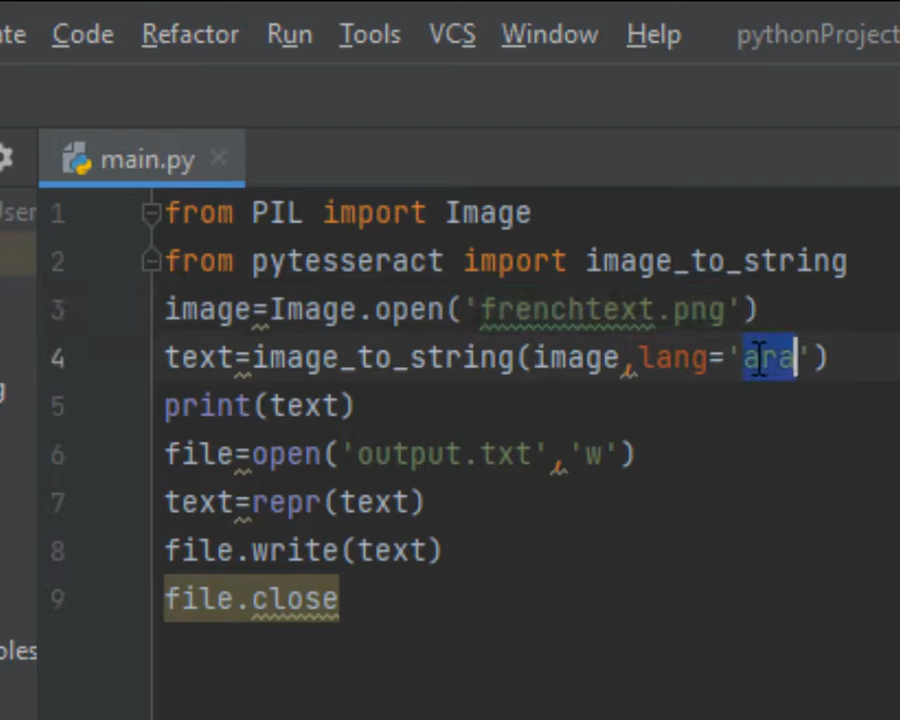 Code Refactor Run Tools VCS Window Help pythonProject
main.py
1 from PIL import Image
2 from pytesseract import image_to_string
3 image=Image.open('frenchtext.png')
4 text=image_to_string(image,lang='ara')
5 print(text)
6 file=open('output.txt','w')
7 text=repr(text)
8 file.write(text)
9 file.close